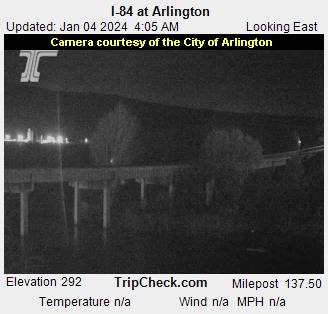 I-84 at Arlington
Updated: Jan 04 2024 4:05 AM Looking East
Camera courtesy of the City of Arlington
Elevation 292 TripCheck.com Milepost 137.50
Temperature n/a Wind n/a MPH n/a